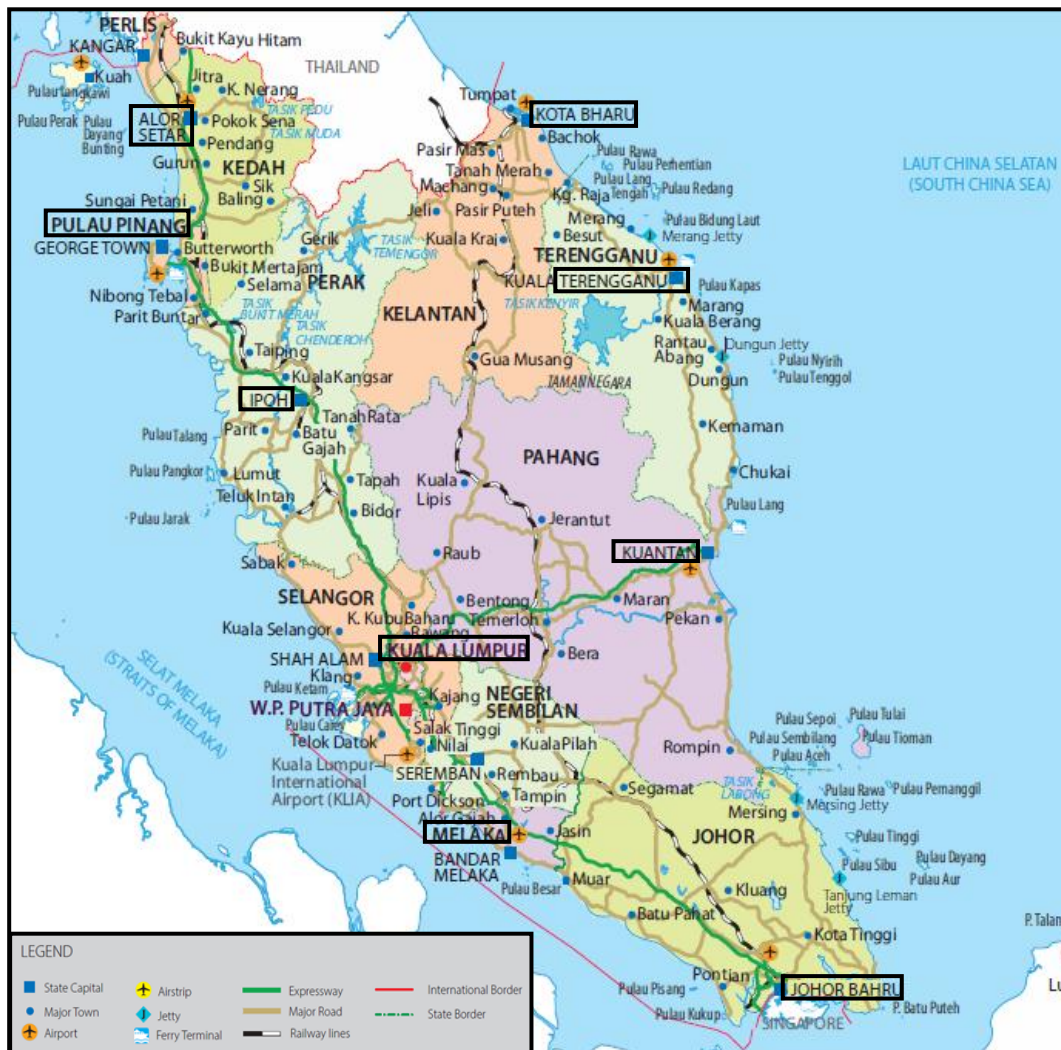 PERLIS
KANGAR
Bukit Kayu Hitam
THAILAND
Kuah
Pulau Langkawi
Jitra
K. Nerang
TASIK PEDU
TASIK MUDA
Pulau Perak
Pulau
Dayang
Bunting
ALOR
SETAR
Pokok Sena
Pendang
Gurun
KEDAH
Sik
Baling
Sungai Petani
PULAU PINANG
GEORGE TOWN
Butterworth
Bukit Mertajam
Selama
Nibong Tebal
Parit Buntar
Gerik
TASIK
TEMENGOR
PERAK
TASIK
BUKIT MERAH
TASIK
CHENDEROH
Taiping
Kuala Kangsar
IPOH
Tanah Rata
Parit
Batu
Gajah
Pulau Talang
Pulau Pangkor
Lumut
Teluk Intan
Pulau Jarak
Tapah
Bidor
Tumpat
KOTA BHARU
Bachok
Pasir Mas
Tanah Merah
Machang
Pasir Puteh
Kg. Raja
Jeli
Kuala Krai
KELANTAN
Gua Musang
Pulau Rawa
Pulau Perhentian
Pulau Lang
Tengah
Pulau Redang
LAUT CHINA SELATAN
(SOUTH CHINA SEA)
Merang
Besut
Pulau Bidung Laut
Merang Jetty
TERENGGANU
KUALA TERENGGANU
TASIK KENYIR
Pulau Kapas
Marang
Kuala Berang
Rantau
Abang
Dungun Jetty
Dungun
Pulau Nyirih
Pulau Tenggol
TAMAN NEGARA
Kemaman
Chukai
Pulau Lang
PAHANG
Kuala
Lipis
Jerantut
Raub
KUANTAN
Bentong
Temerloh
Maran
Pekan
Bera
Rompin
Sabak
SELANGOR
K. Kubu Baharu
Rawang
Kuala Selangor
KUALA LUMPUR
SHAH ALAM
Klang
Pulau Ketam
Kajang
W.P. PUTRA JAYA
Pulau Carey
Telok Datok
Salak Tinggi
Nilai
Kuala Lumpur
International
Airport (KLIA)
SELAT MELAKA
(STRAITS OF MELAKA)
NEGERI
SEMBILAN
Kuala Pilah
SEREMBAN
Rembau
Port Dickson
Tampin
Alor Gajah
MELAKA
Jasin
BANDAR
MELAKA
Pulau Besar
Muar
Segamat
JOHOR
TASIK
LABONG
Mersing
Mersing Jetty
Pulau Sepoi
Pulau Sembilang
Pulau Aceh
Pulau Tulai
Pulau Tioman
Pulau Rawa
Pulau Pemanggil
Pulau Tinggi
Pulau Sibu
Pulau Dayang
Pulau Aur
Tanjung Leman
Jetty
Kluang
Batu Pahat
Kota Tinggi
Pontian
Pulau Pisang
Pulau Kukup
JOHOR BAHRU
SINGAPORE
P. Batu Puteh
P. Talan
Lu
LEGEND
State Capital
Major Town
Airport
Airstrip
Jetty
Ferry Terminal
Expressway
Major Road
Railway lines
International Border
State Border